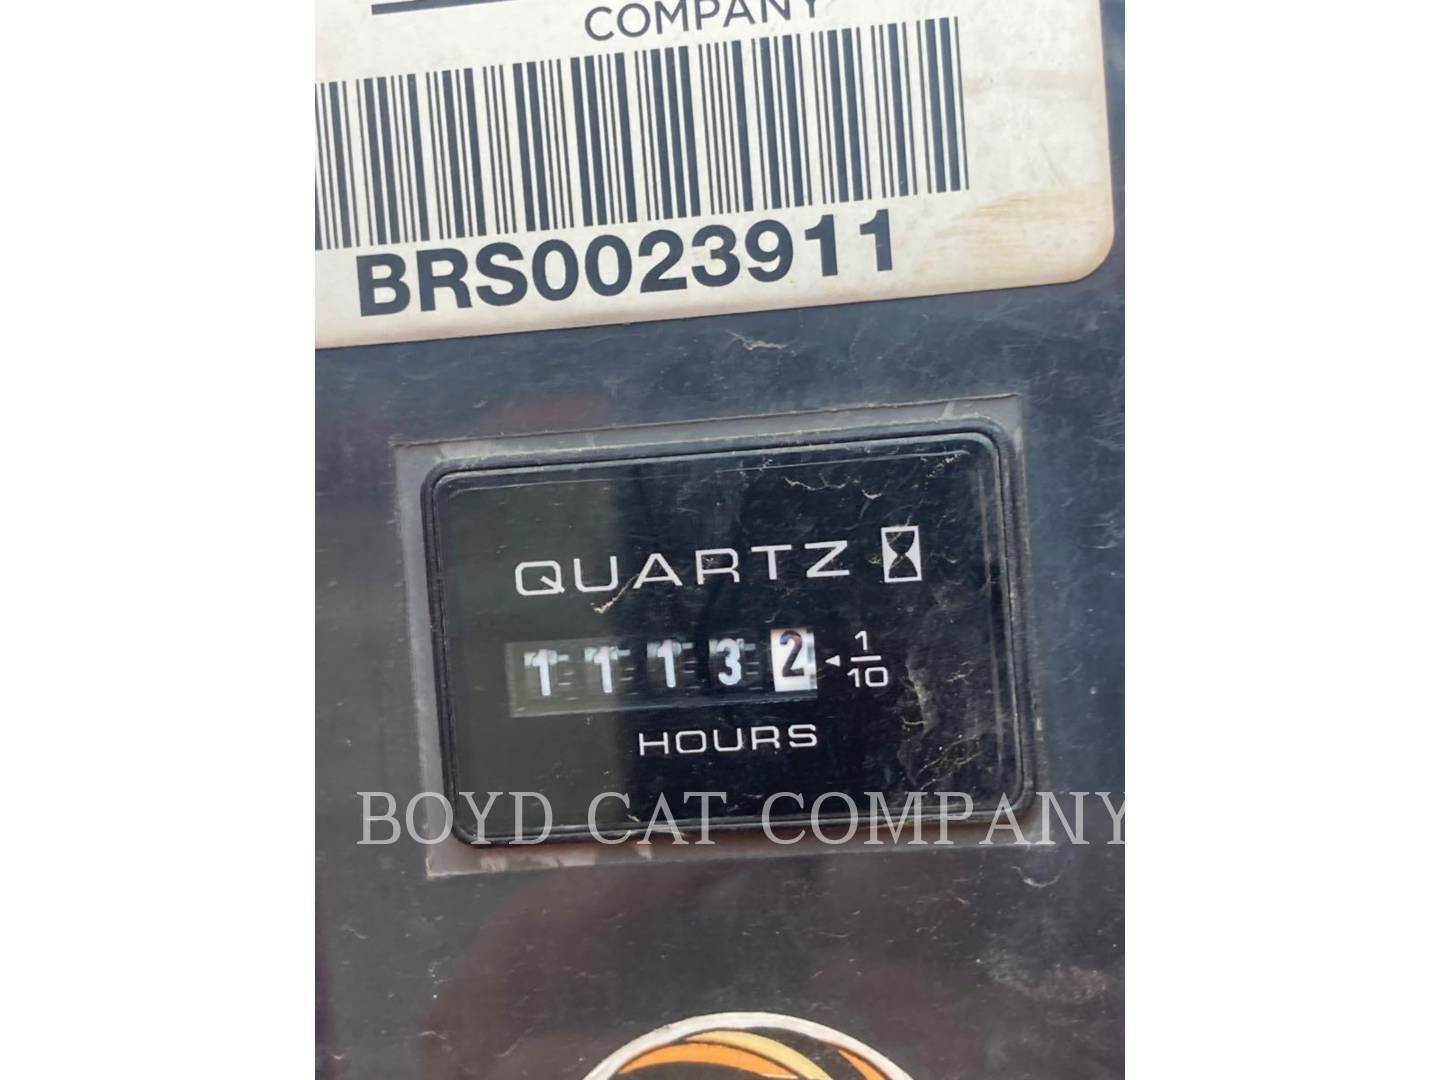 COMPANY
BRS0023911
QUARTZ
11132 1/10
HOURS
BOYD CAT COMPANY